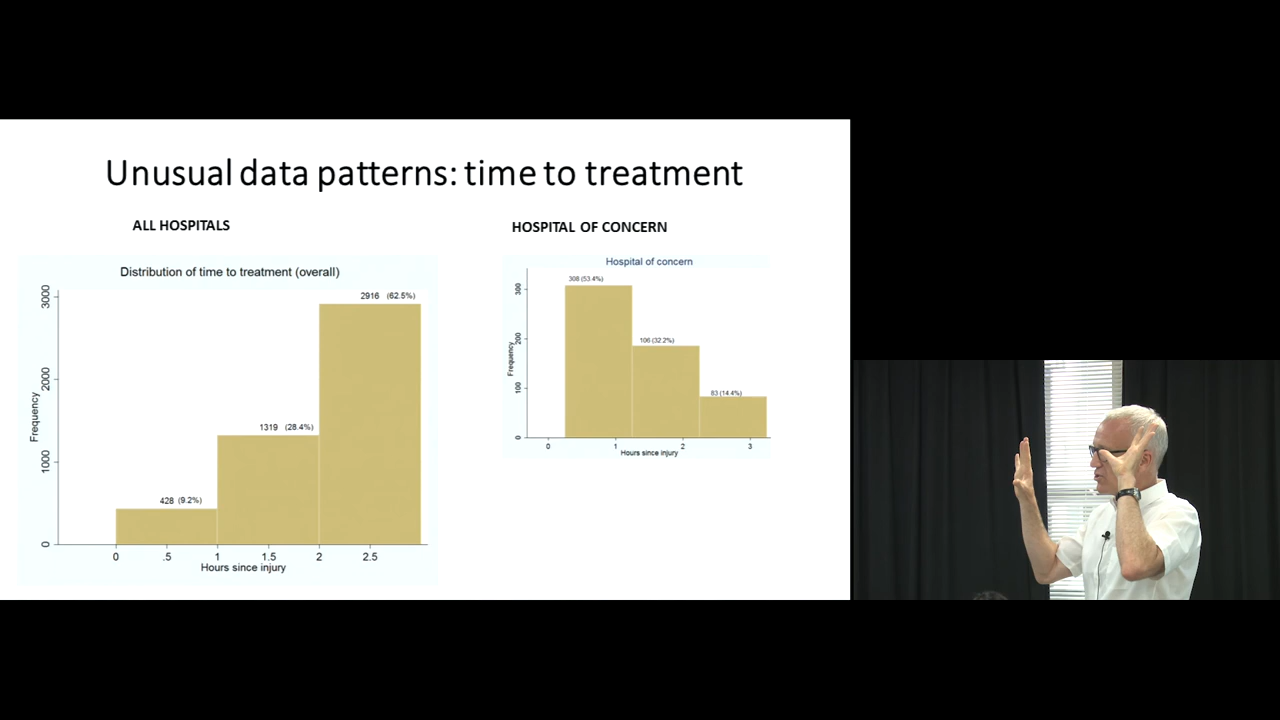 Unusual data patterns: time to treatment
ALL HOSPITALS
HOSPITAL OF CONCERN
Distribution of time to treatment (overall)
2916 (62.5%)
1319 (28.4%)
428 (9.2%)
3000
2000
1000
0
Frequency
0 .5 1 1.5 2 2.5
Hours since injury
Hospital of concern
308 (53.4%)
106 (32.2%)
83 (14.4%)
300
200
100
0
Frequency
0 1 2 3
Hours since injury